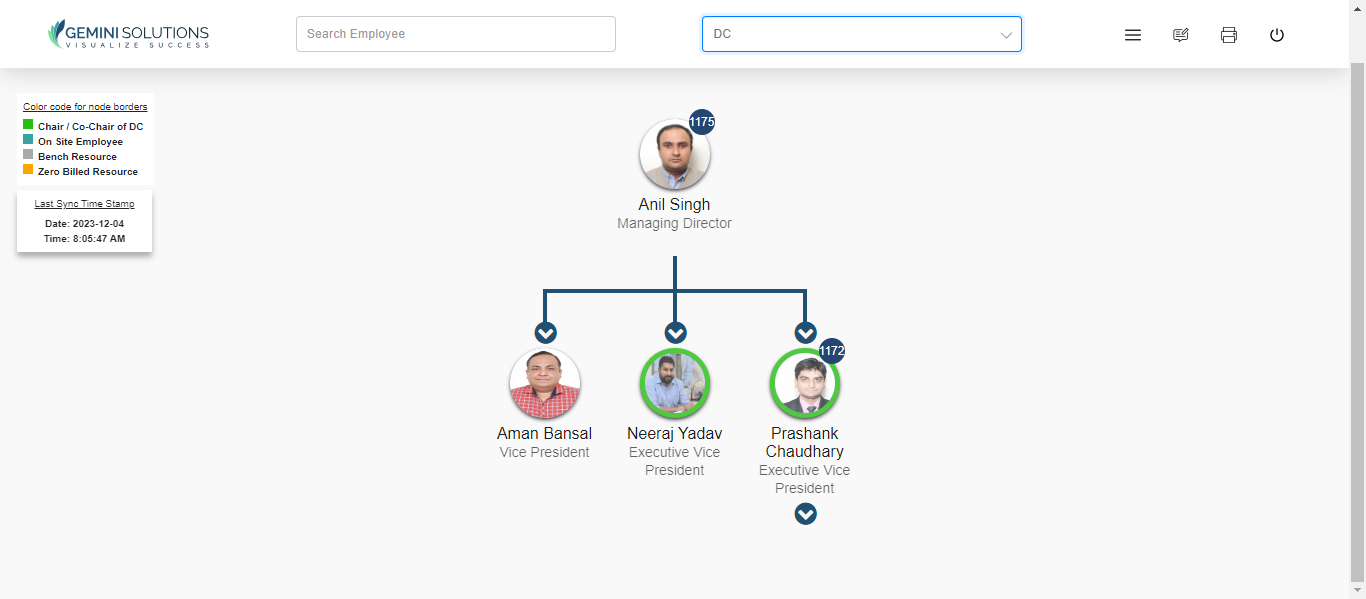 GEMINI SOLUTIONS
VISUALIZE SUCCESS
Search Employee
DC
Color code for node borders
Chair / Co-Chair of DC
On Site Employee
Bench Resource
Zero Billed Resource
Last Sync Time Stamp
Date: 2023-12-04
Time: 8:05:47 AM
1175
Anil Singh
Managing Director
Aman Bansal
Vice President
Neeraj Yadav
Executive Vice
President
1172
Prashank
Chaudhary
Executive Vice
President